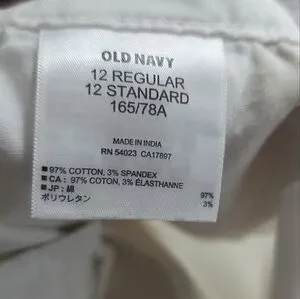 OLD NAVY
12 REGULAR
12 STANDARD
165/78A
MADE IN INDIA
RN 54023 CA17897
■97% COTTON, 3% SPANDEX
■CA: 97% COTON, 3% ÉLASTHANNE
■JP: 綿 97%
ポリウレタン 3%